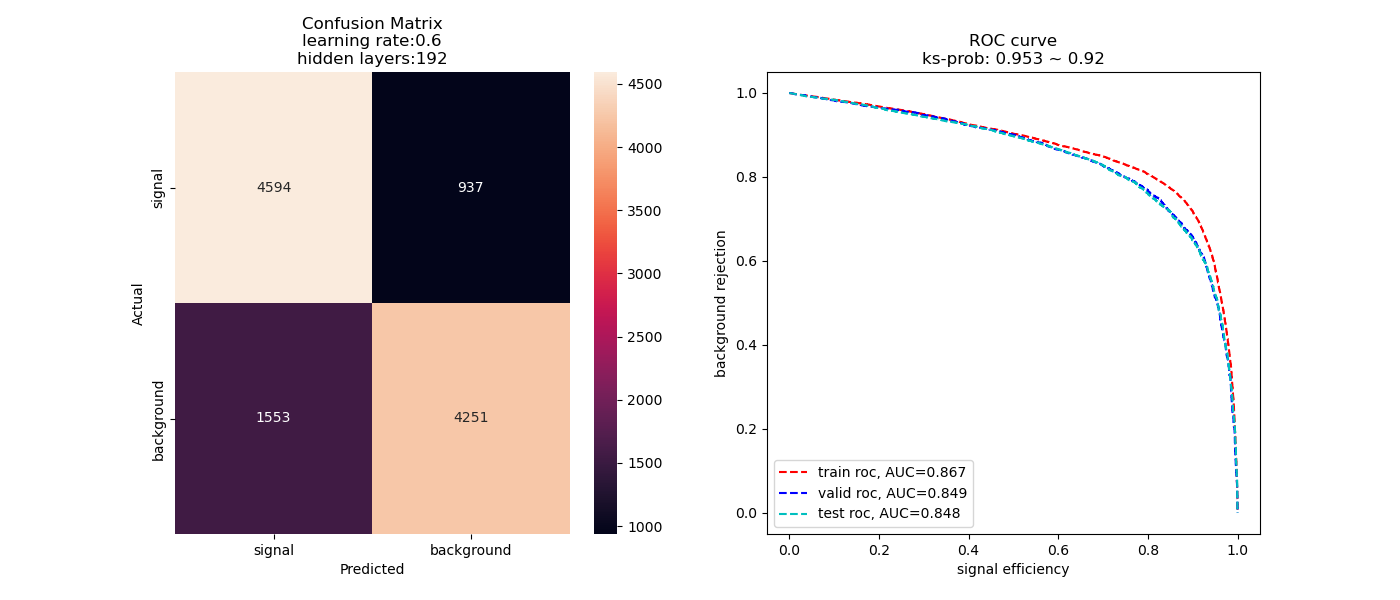 Confusion Matrix
learning rate:0.6
hidden layers:192
signal
background
Actual
4594
937
1553
4251
signal
background
Predicted
4500
4000
3500
3000
2500
2000
1500
1000
ROC curve
ks-prob: 0.953 ~ 0.92
1.0
0.8
0.6
0.4
0.2
0.0
background rejection
train roc, AUC=0.867
valid roc, AUC=0.849
test roc, AUC=0.848
0.0
0.2
0.4
0.6
0.8
1.0
signal efficiency